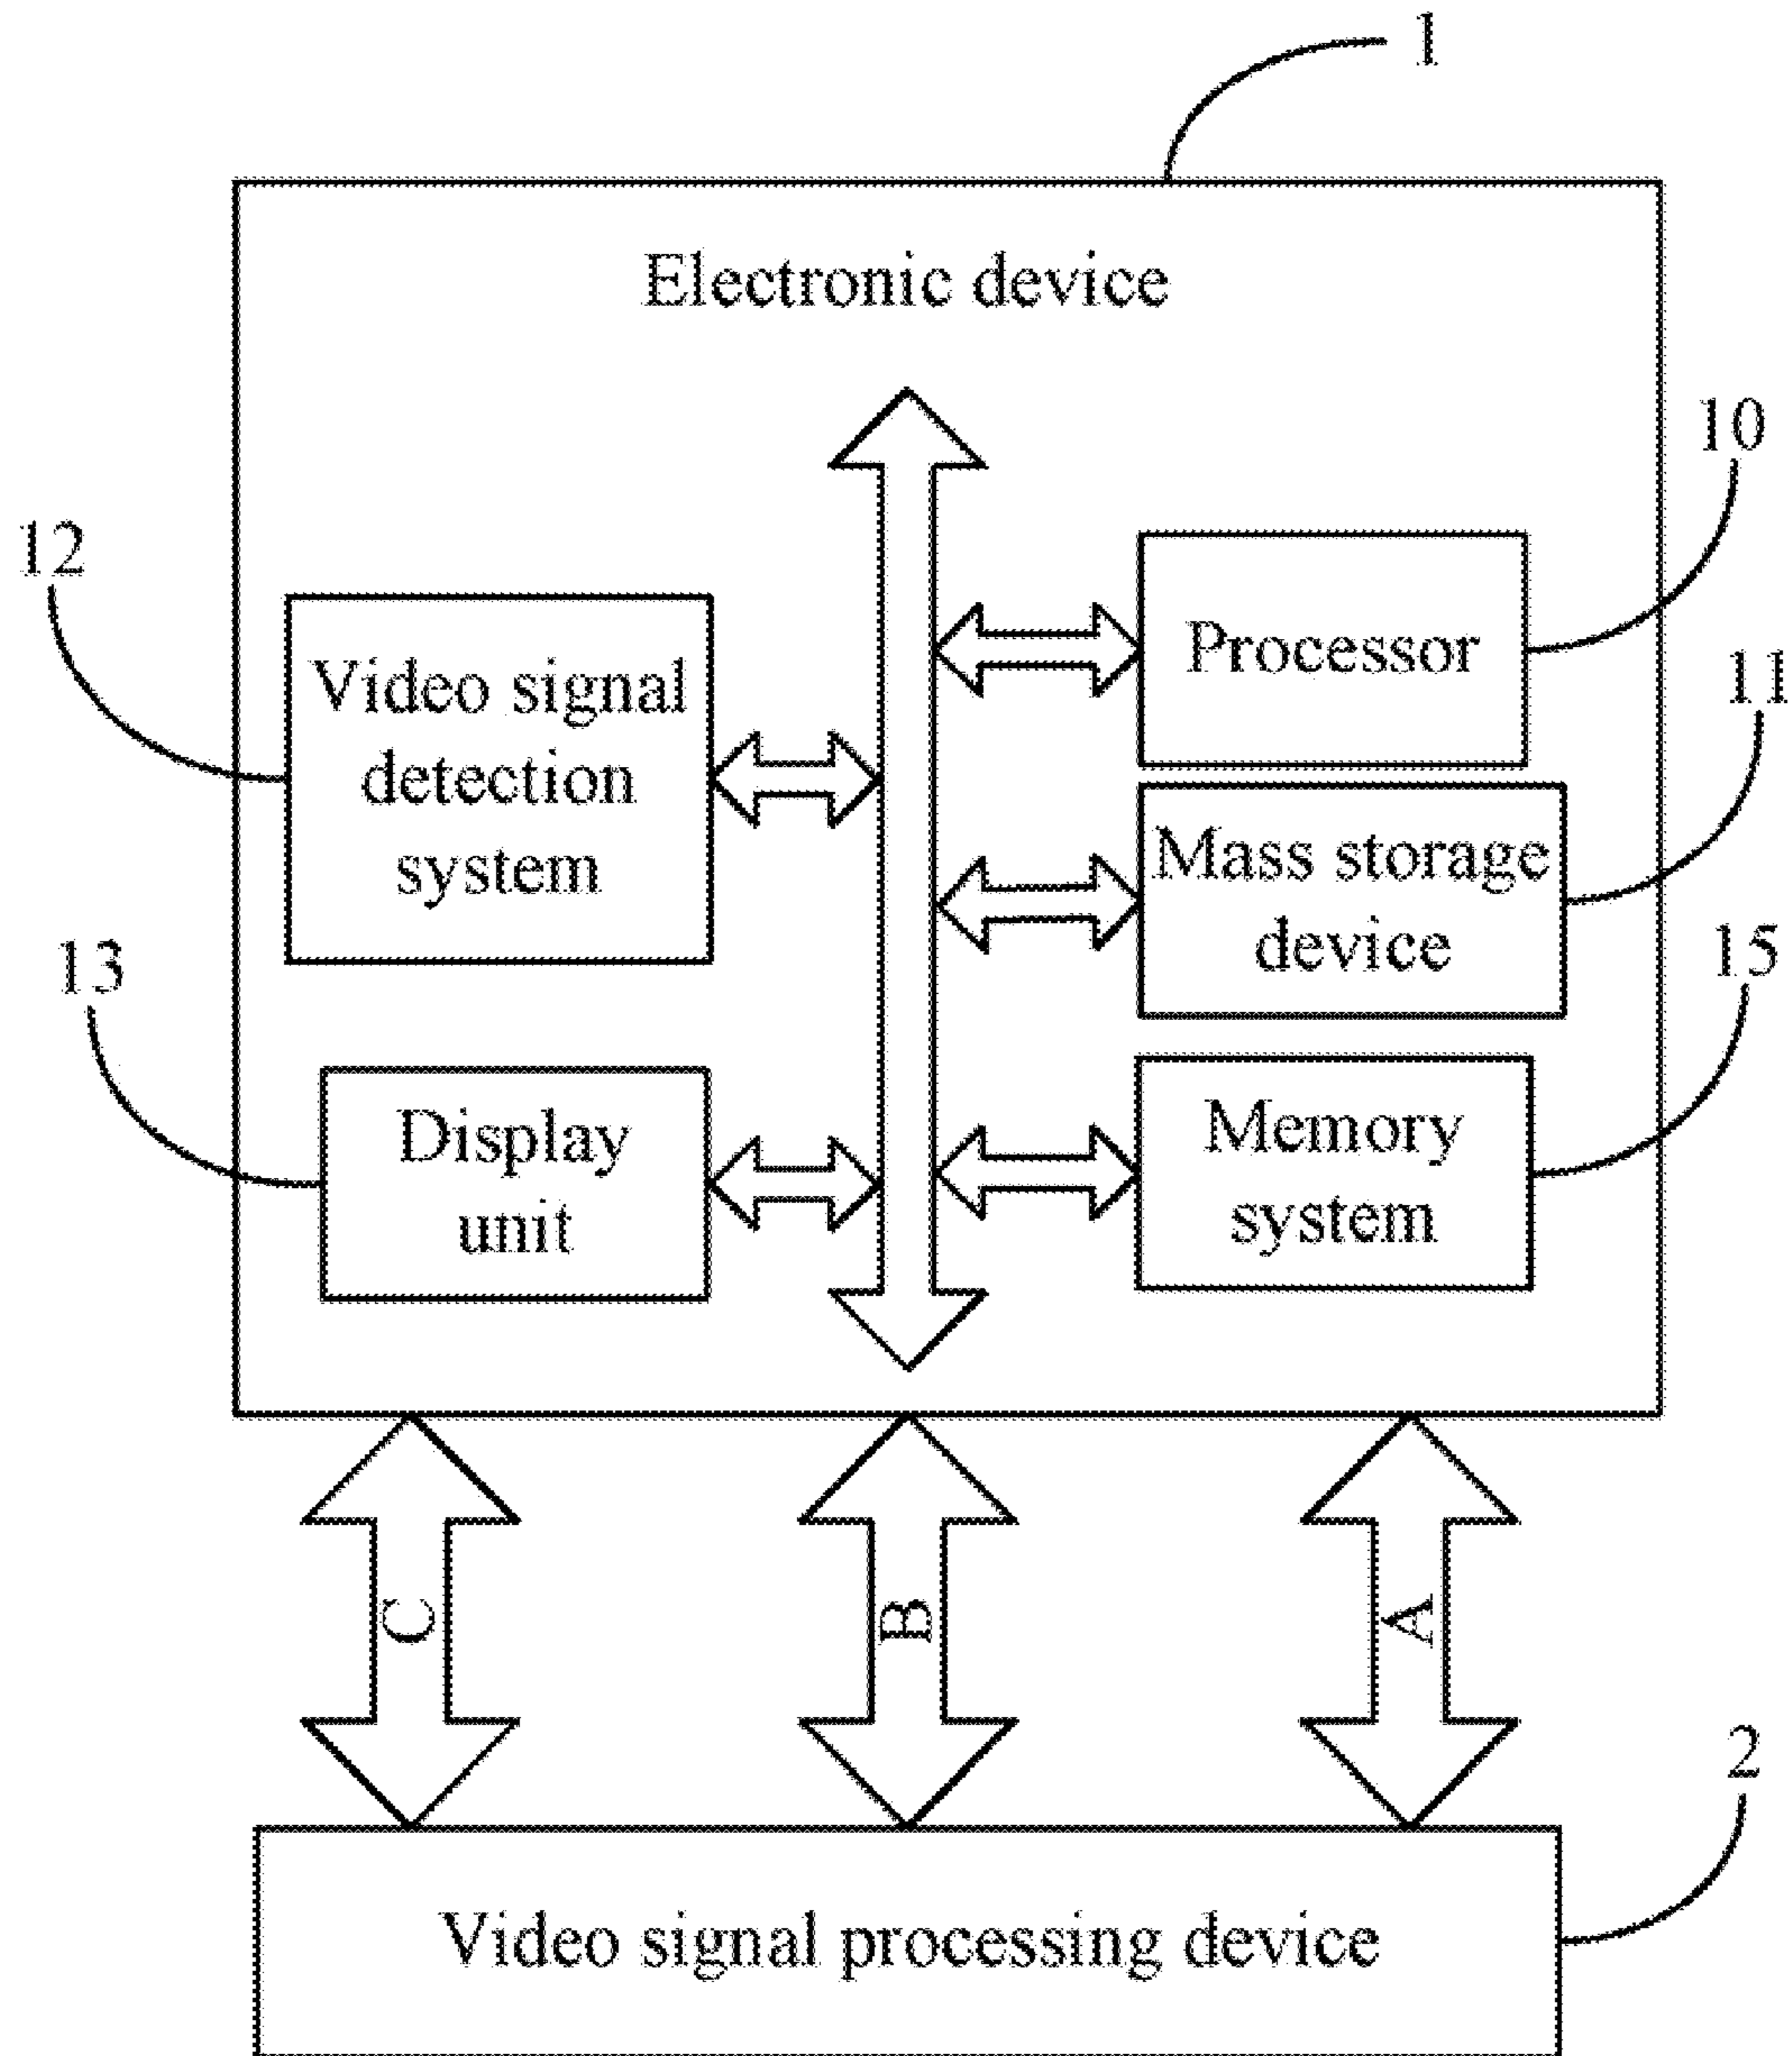 1
Electronic device
10
12
Processor
Video signal
detection
system
11
Mass storage
device
13
15
Display
unit
Memory
system
C
B
A
2
Video signal processing device